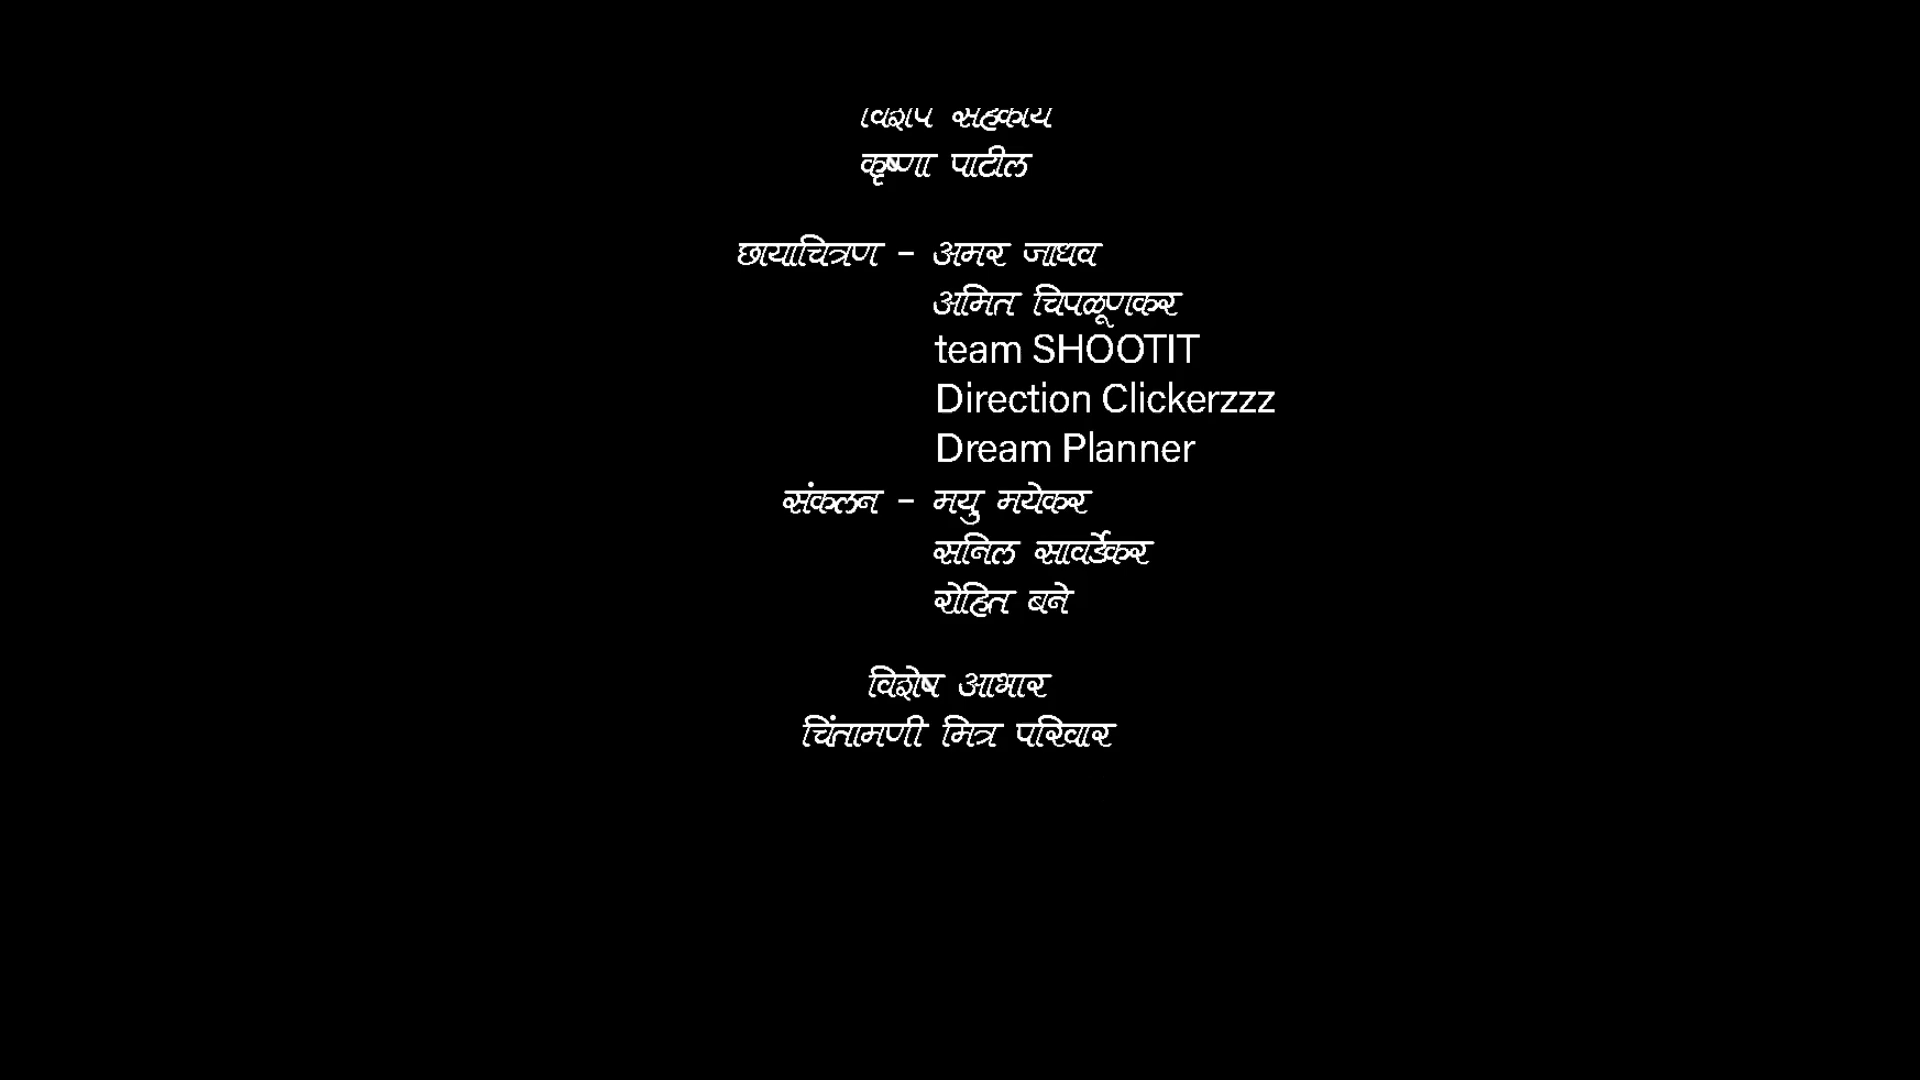 विशेष सहकार्य
कृष्णा पाटील
छायाचित्रण - अमर जाधव
अमित चिपळूणकर
team SHOOTIT
Direction Clickerzzz
Dream Planner
संकलन - मयु मयेकर
सनिल सावर्डेकर
रोहित बने
विशेष आभार
चिंतामणी मित्र परिवार